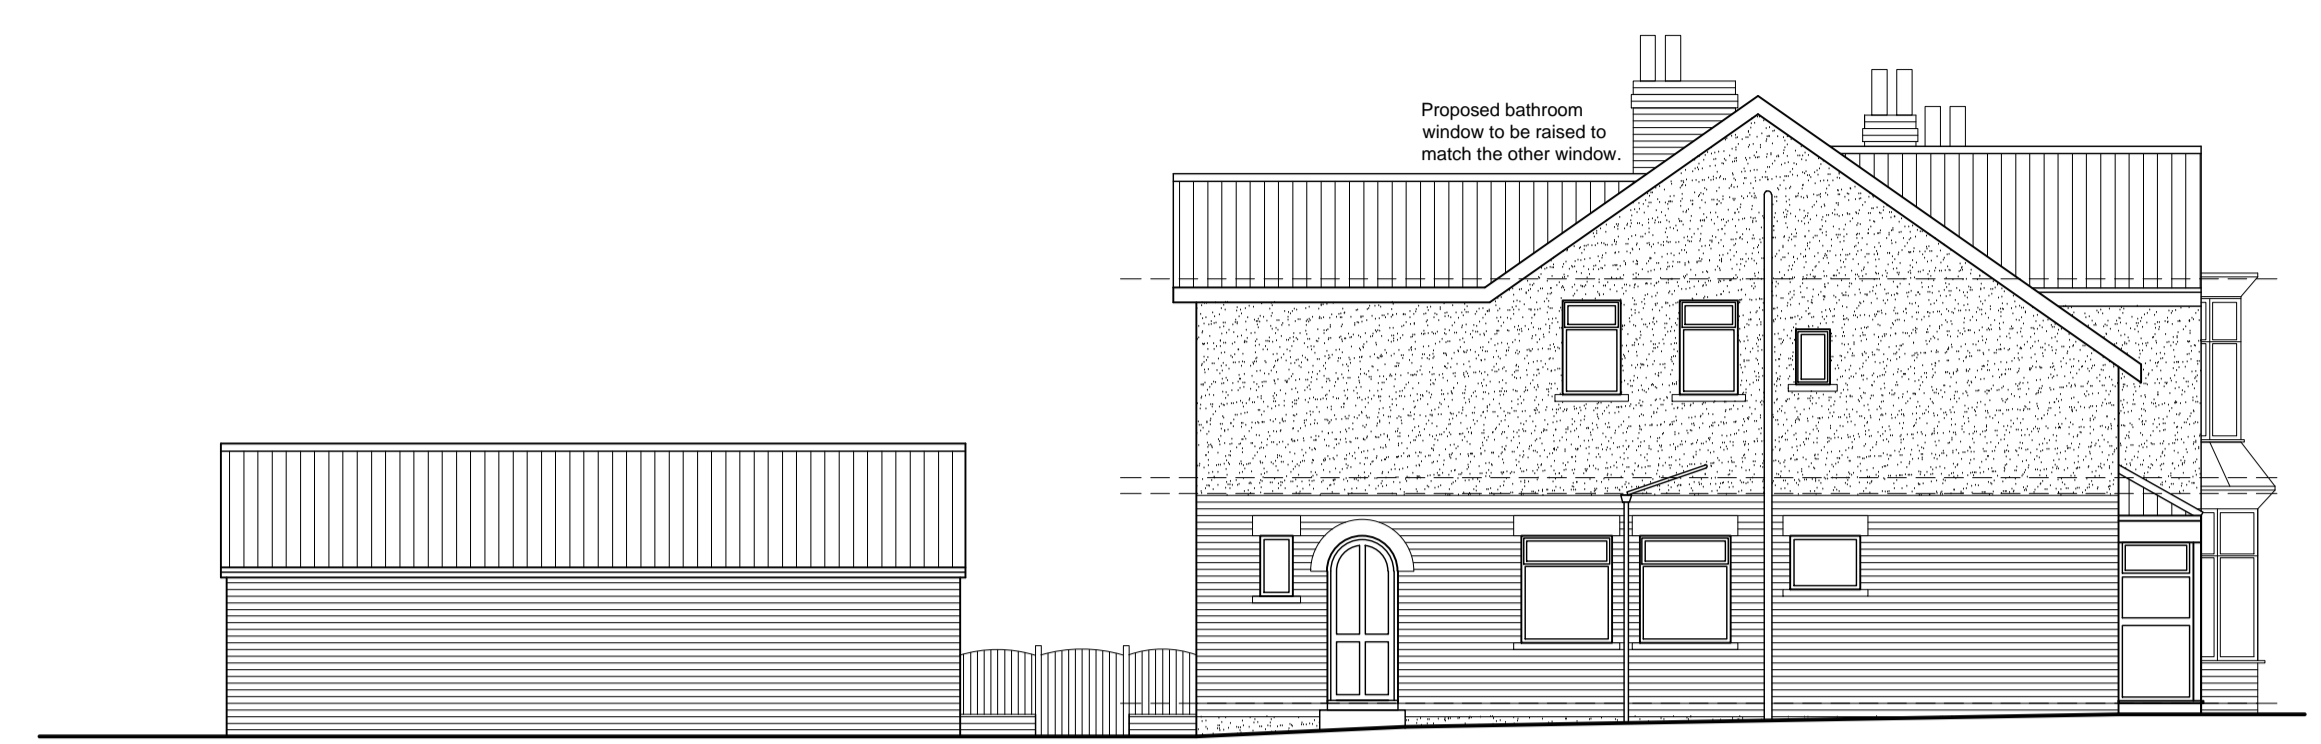 Proposed bathroom
window to be raised to
match the other window.